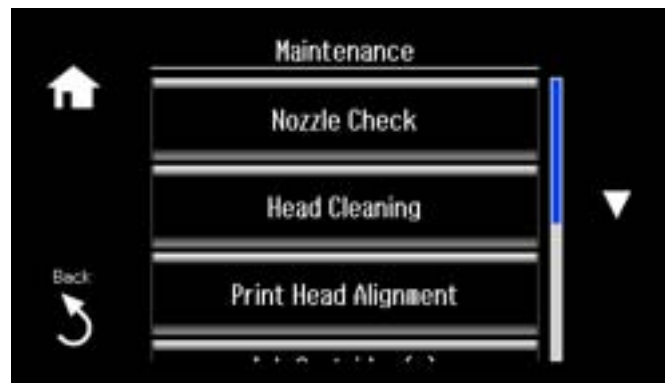 Maintenance
Nozzle Check
Head Cleaning
Print Head Alignment
Back